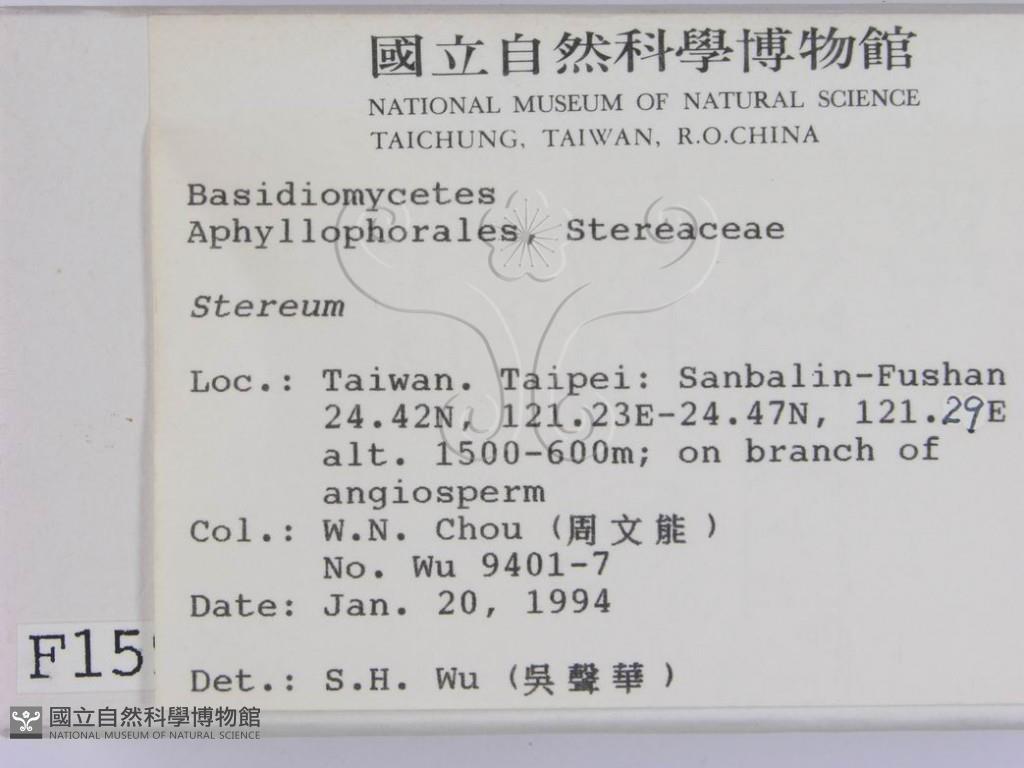 國立自然科學博物館
NATIONAL MUSEUM OF NATURAL SCIENCE
TAICHUNG, TAIWAN, R.O.CHINA
Basidiomycetes
Aphyllophorales, Stereaceae
Stereum
Loc.: Taiwan. Taipei: Sanbalin-Fushan
24.42N, 121.23E-24.47N, 121.29E
alt. 1500-600m; on branch of
angiosperm
Col.: W.N. Chou (周文能)
No. Wu 9401-7
Date: Jan. 20, 1994
Det.: S.H. Wu (吳聲華)
F15
國立自然科學博物館
NATIONAL MUSEUM OF NATURAL SCIENCE